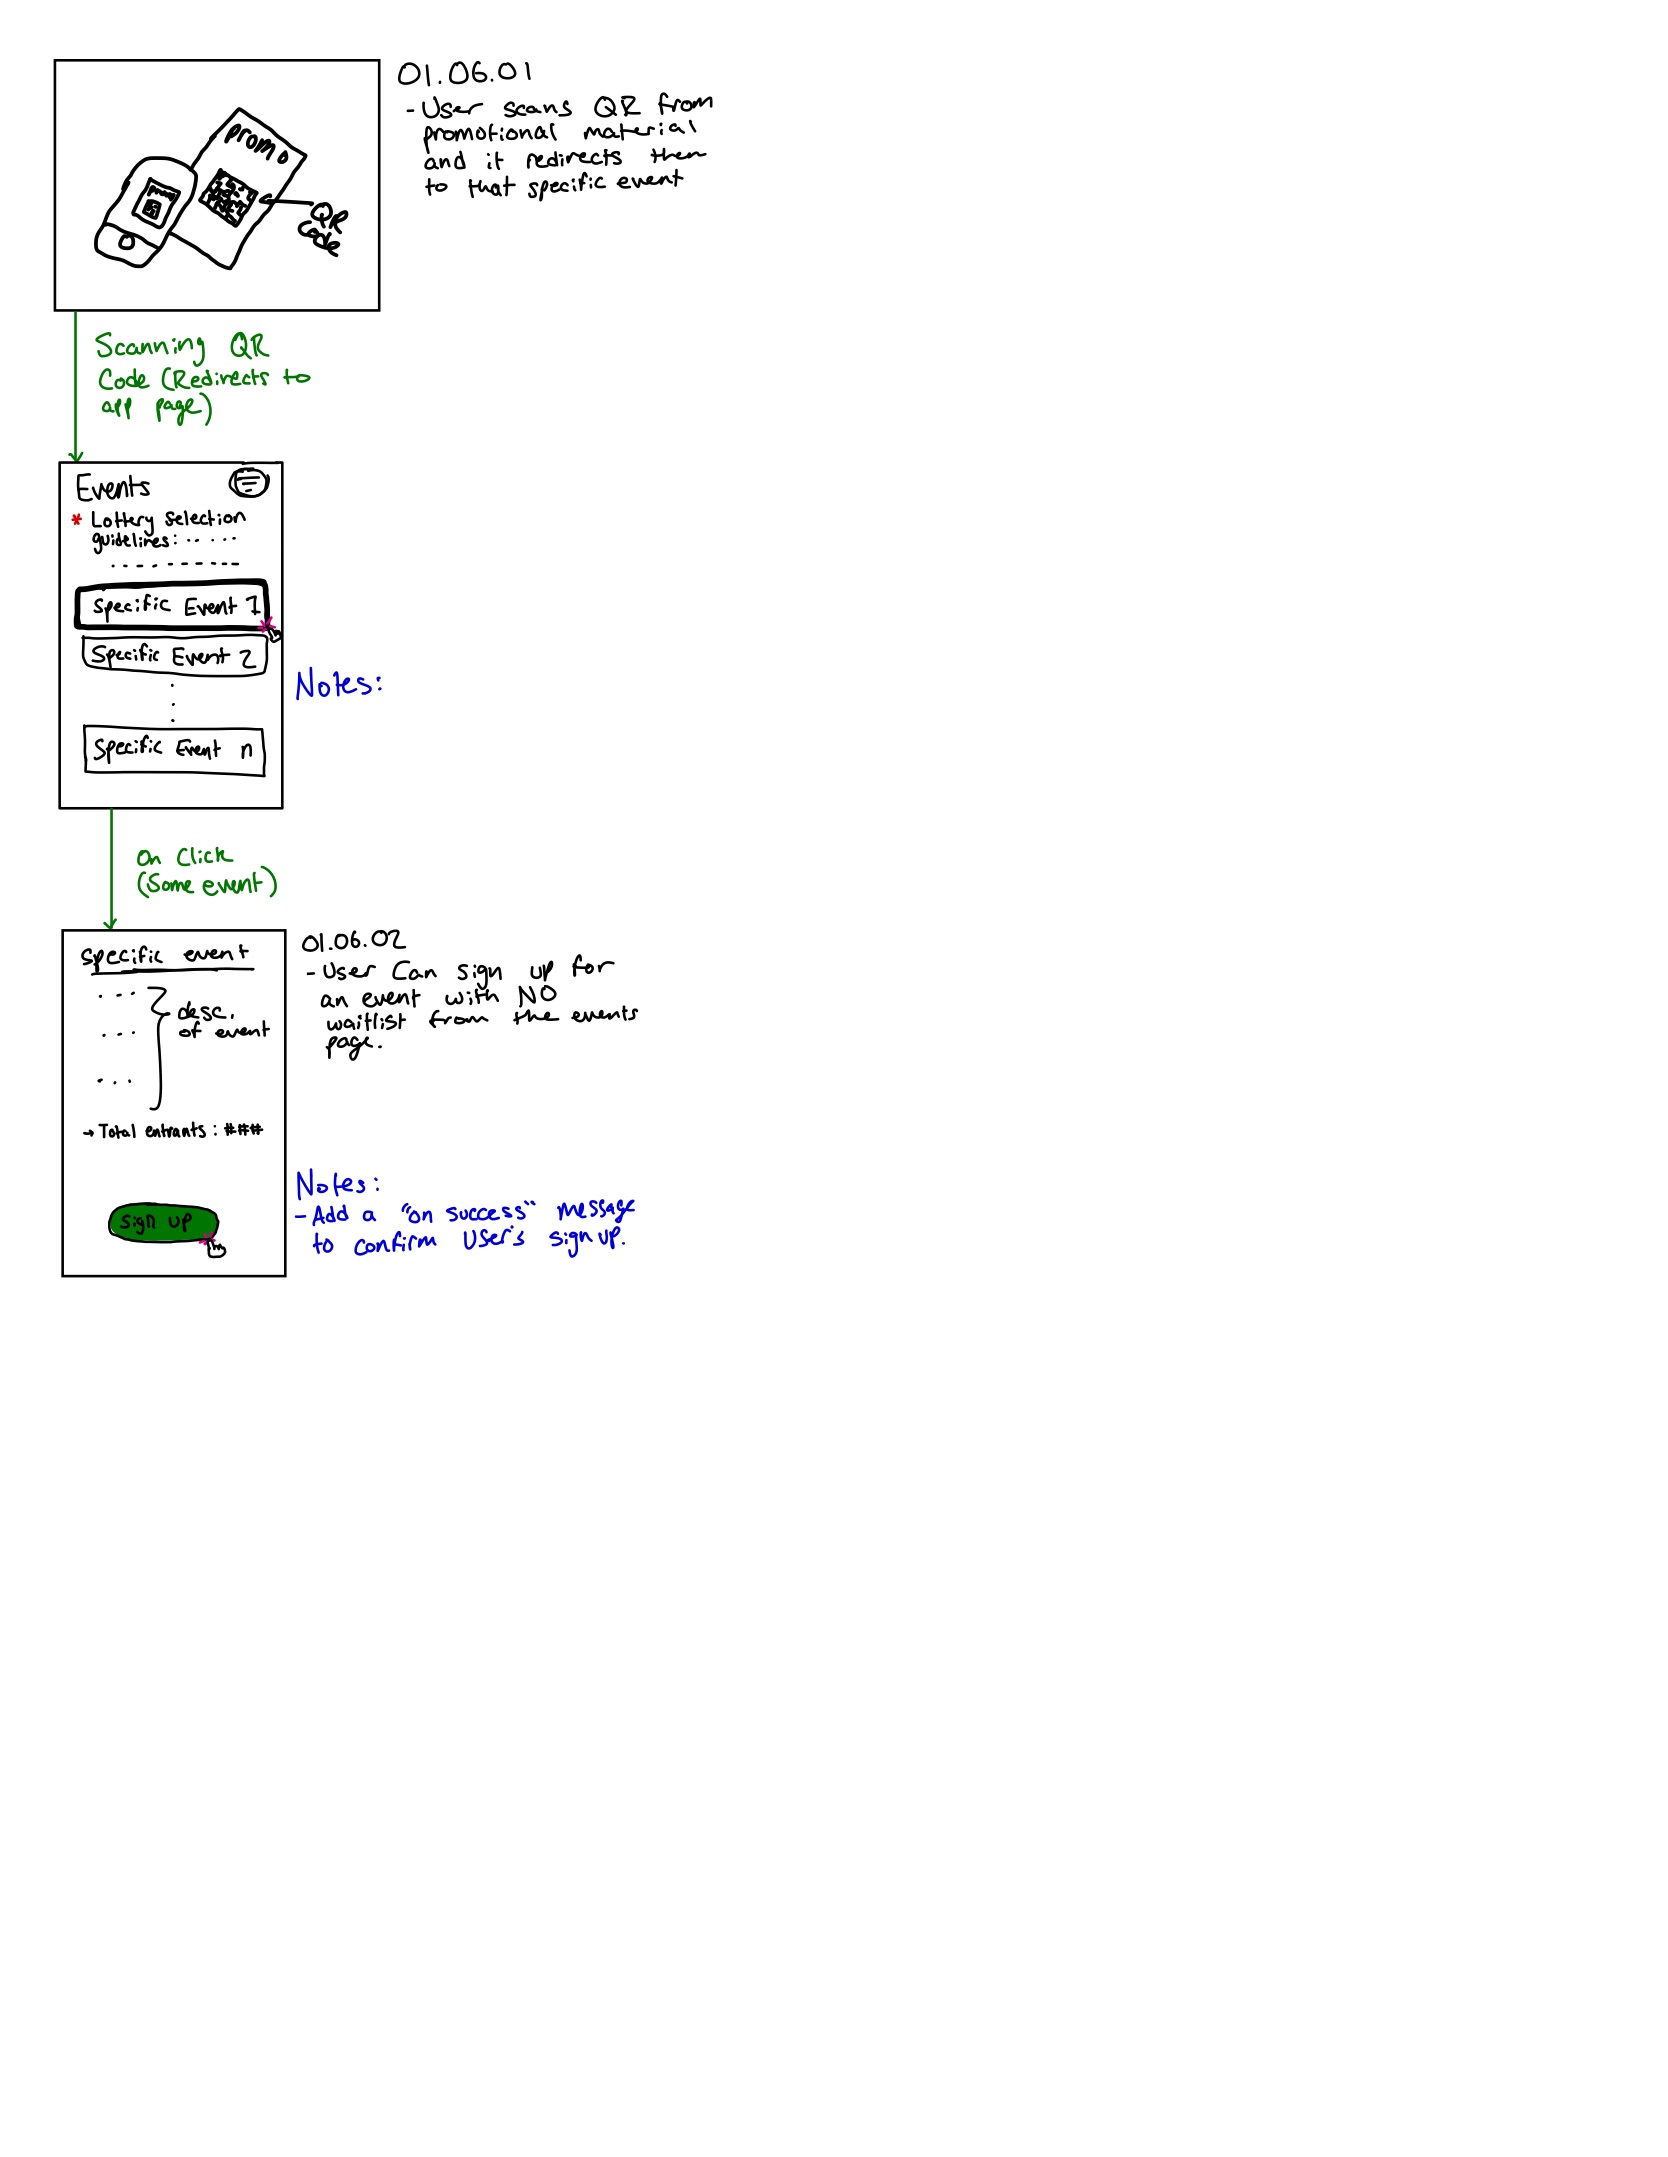 01.06.01
- User scans QR from
promotional material
and it redirects them
to that specific event
promo
QR
Code
Scanning QR
Code (Redirects to
app page)
Events
* Lottery Selection
guidelines: . . . . .
. . . . . . . . . .
Specific Event 1
Specific Event 2
.
.
.
Specific Event n
Notes:
On Click
(Some event)
Specific event
. . .
. . .
. . .
desc.
of event
→ Total entrants: ###
sign up
01.06.02
- User Can sign up for
an event with NO
waitlist from the events
page.
Notes:
- Add a "on success" message
to confirm User's sign up.